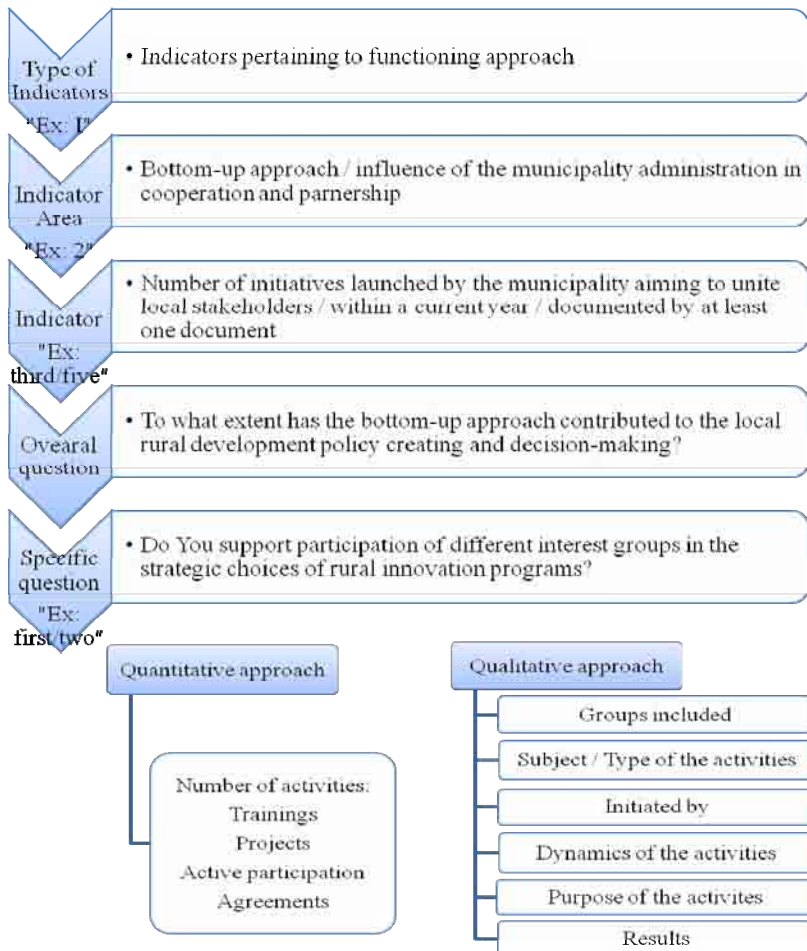 Type of
Indicators
"Ex: 1"
• Indicators pertaining to functioning approach
Indicator
Area
"Ex: 2"
• Bottom-up approach / influence of the municipality administration in
cooperation and parnership
Indicator
"Ex:
third/five"
• Number of initiatives launched by the municipality aiming to unite
local stakeholders / within a current year / documented by at least
one document
Ovearal
question
• To what extent has the bottom-up approach contributed to the local
rural development policy creating and decision-making?
Specific
question
"Ex:
first/two"
• Do You support participation of different interest groups in the
strategic choices of rural innovation programs?
Quantitative approach
Number of activities:
Trainings
Projects
Active participation
Agreements
Qualitative approach
Groups included
Subject / Type of the activities
Initiated by
Dynamics of the activities
Purpose of the activites
Results